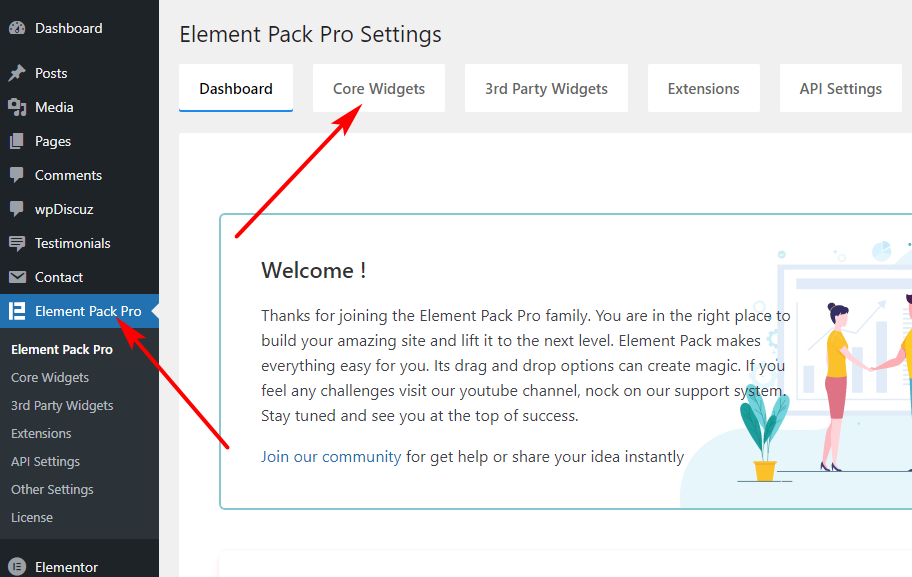 Dashboard
Posts
Media
Pages
Comments
wpDiscuz
Testimonials
Contact
Element Pack Pro
Element Pack Pro
Core Widgets
3rd Party Widgets
Extensions
API Settings
Other Settings
License
Elementor
Element Pack Pro Settings
Dashboard
Core Widgets
3rd Party Widgets
Extensions
API Settings
Welcome !
Thanks for joining the Element Pack Pro family. You are in the right place to
build your amazing site and lift it to the next level. Element Pack makes
everything easy for you. Its drag and drop options can create magic. If you
feel any challenges visit our youtube channel, nock on our support system.
Stay tuned and see you at the top of success.
Join our community for get help or share your idea instantly